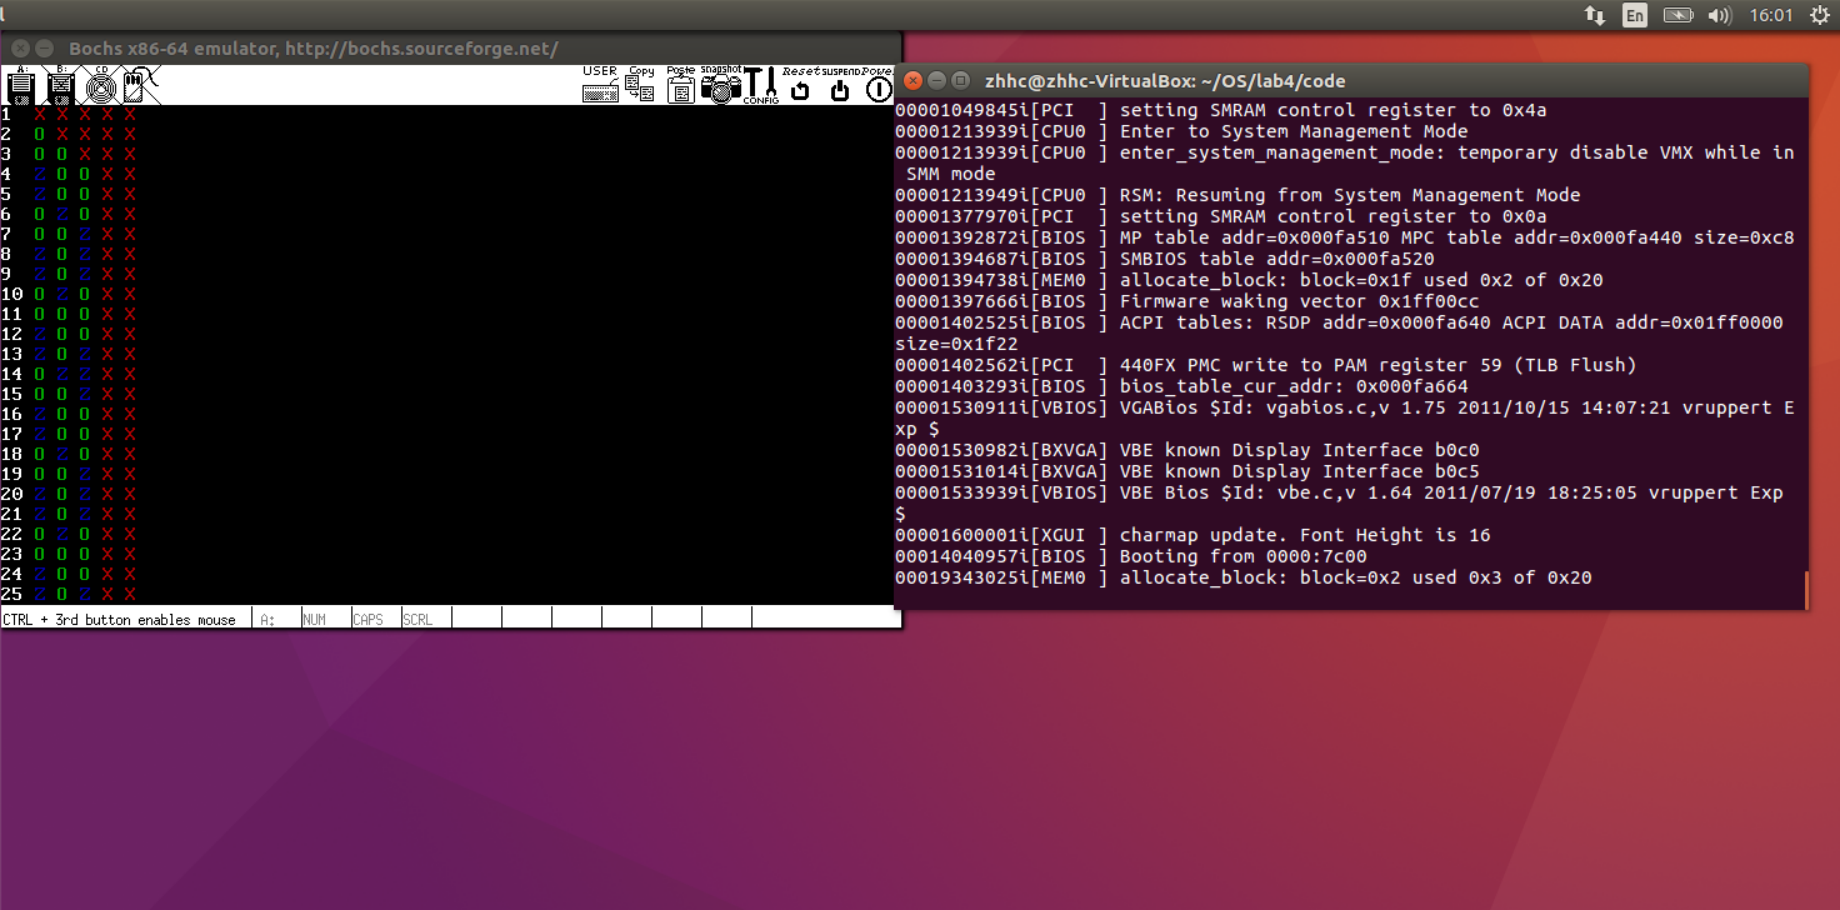 l
En
16:01
Bochs x86-64 emulator, http://bochs.sourceforge.net/
A: B: CD USER Copy Paste snapshot CONFIG Reset SUSPEND Power
1 X X X X X
2 O X X X X
3 O O X X X
4 Z O O X X
5 Z O O X X
6 O Z O X X
7 O O Z X X
8 Z O Z X X
9 Z O Z X X
10 O Z O X X
11 O O O X X
12 Z O O X X
13 Z O Z X X
14 O Z Z X X
15 O O Z X X
16 Z O O X X
17 Z O O X X
18 O Z O X X
19 O O Z X X
20 Z O Z X X
21 Z O Z X X
22 O Z O X X
23 O O O X X
24 Z O O X X
25 Z O Z X X
CTRL + 3rd button enables mouse A: NUM CAPS SCRL
zhhc@zhhc-VirtualBox: ~/OS/lab4/code
00001049845i[PCI  ] setting SMRAM control register to 0x4a
00001213939i[CPU0 ] Enter to System Management Mode
00001213939i[CPU0 ] enter_system_management_mode: temporary disable VMX while in
 SMM mode
00001213949i[CPU0 ] RSM: Resuming from System Management Mode
00001377970i[PCI  ] setting SMRAM control register to 0x0a
00001392872i[BIOS ] MP table addr=0x000fa510 MPC table addr=0x000fa440 size=0xc8
00001394687i[BIOS ] SMBIOS table addr=0x000fa520
00001394738i[MEM0 ] allocate_block: block=0x1f used 0x2 of 0x20
00001397666i[BIOS ] Firmware waking vector 0x1ff00cc
00001402525i[BIOS ] ACPI tables: RSDP addr=0x000fa640 ACPI DATA addr=0x01ff0000
size=0x1f22
00001402562i[PCI  ] 440FX PMC write to PAM register 59 (TLB Flush)
00001403293i[BIOS ] bios_table_cur_addr: 0x000fa664
00001530911i[VBIOS] VGABios $Id: vgabios.c,v 1.75 2011/10/15 14:07:21 vruppert E
xp $
00001530982i[BXVGA] VBE known Display Interface b0c0
00001531014i[BXVGA] VBE known Display Interface b0c5
00001533939i[VBIOS] VBE Bios $Id: vbe.c,v 1.64 2011/07/19 18:25:05 vruppert Exp
$
00001600001i[XGUI ] charmap update. Font Height is 16
00014040957i[BIOS ] Booting from 0000:7c00
00019343025i[MEM0 ] allocate_block: block=0x2 used 0x3 of 0x20